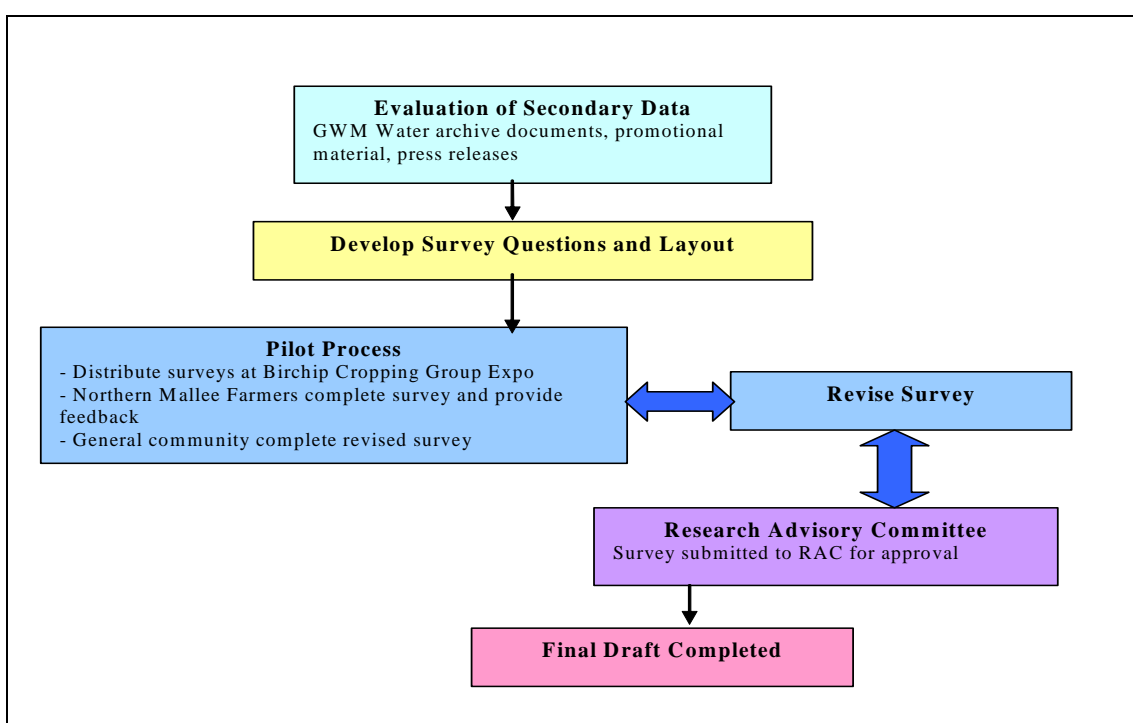 Evaluation of Secondary Data
GWM Water archive documents, promotional
material, press releases
Develop Survey Questions and Layout
Pilot Process
- Distribute surveys at Birchip Cropping Group Expo
- Northern Mallee Farmers complete survey and provide
feedback
- General community complete revised survey
Revise Survey
Research Advisory Committee
Survey submitted to RAC for approval
Final Draft Completed